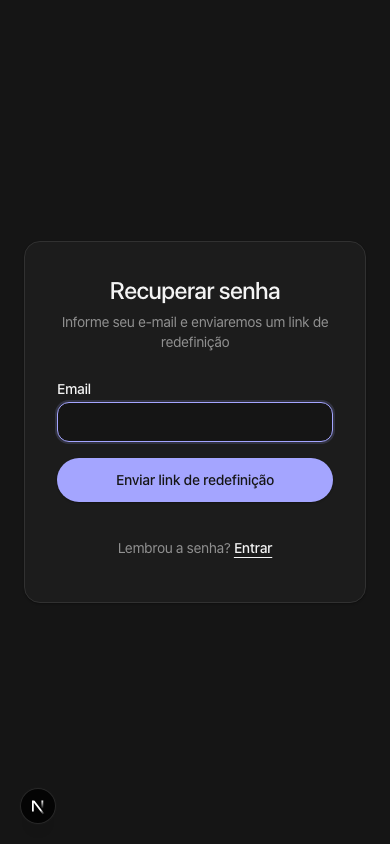 Recuperar senha
Informe seu e-mail e enviaremos um link de
redefinição
Email
Enviar link de redefinição
Lembrou a senha? Entrar
N